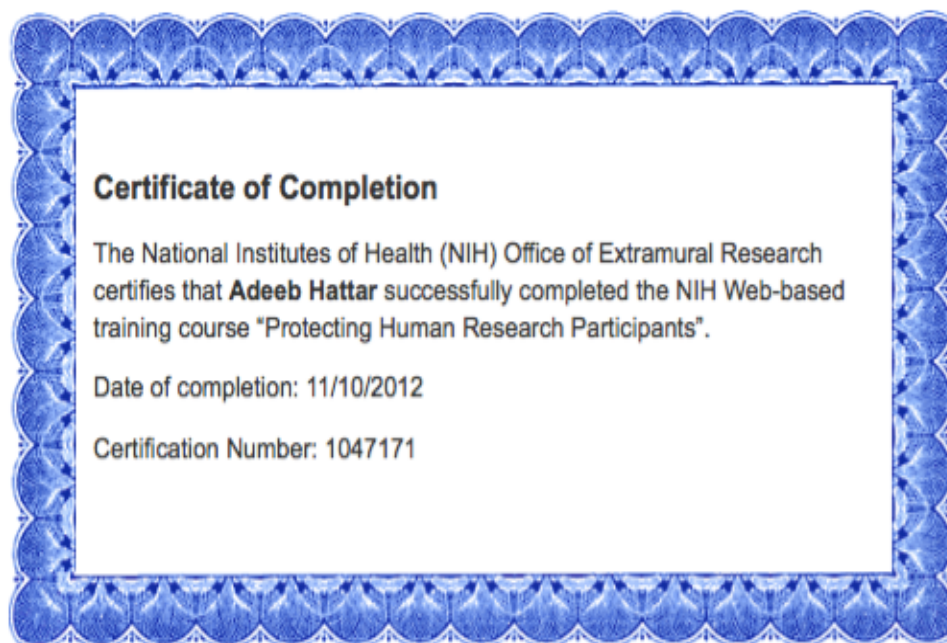 Certificate of Completion
The National Institutes of Health (NIH) Office of Extramural Research
certifies that Adeeb Hattar successfully completed the NIH Web-based
training course “Protecting Human Research Participants”.
Date of completion: 11/10/2012
Certification Number: 1047171